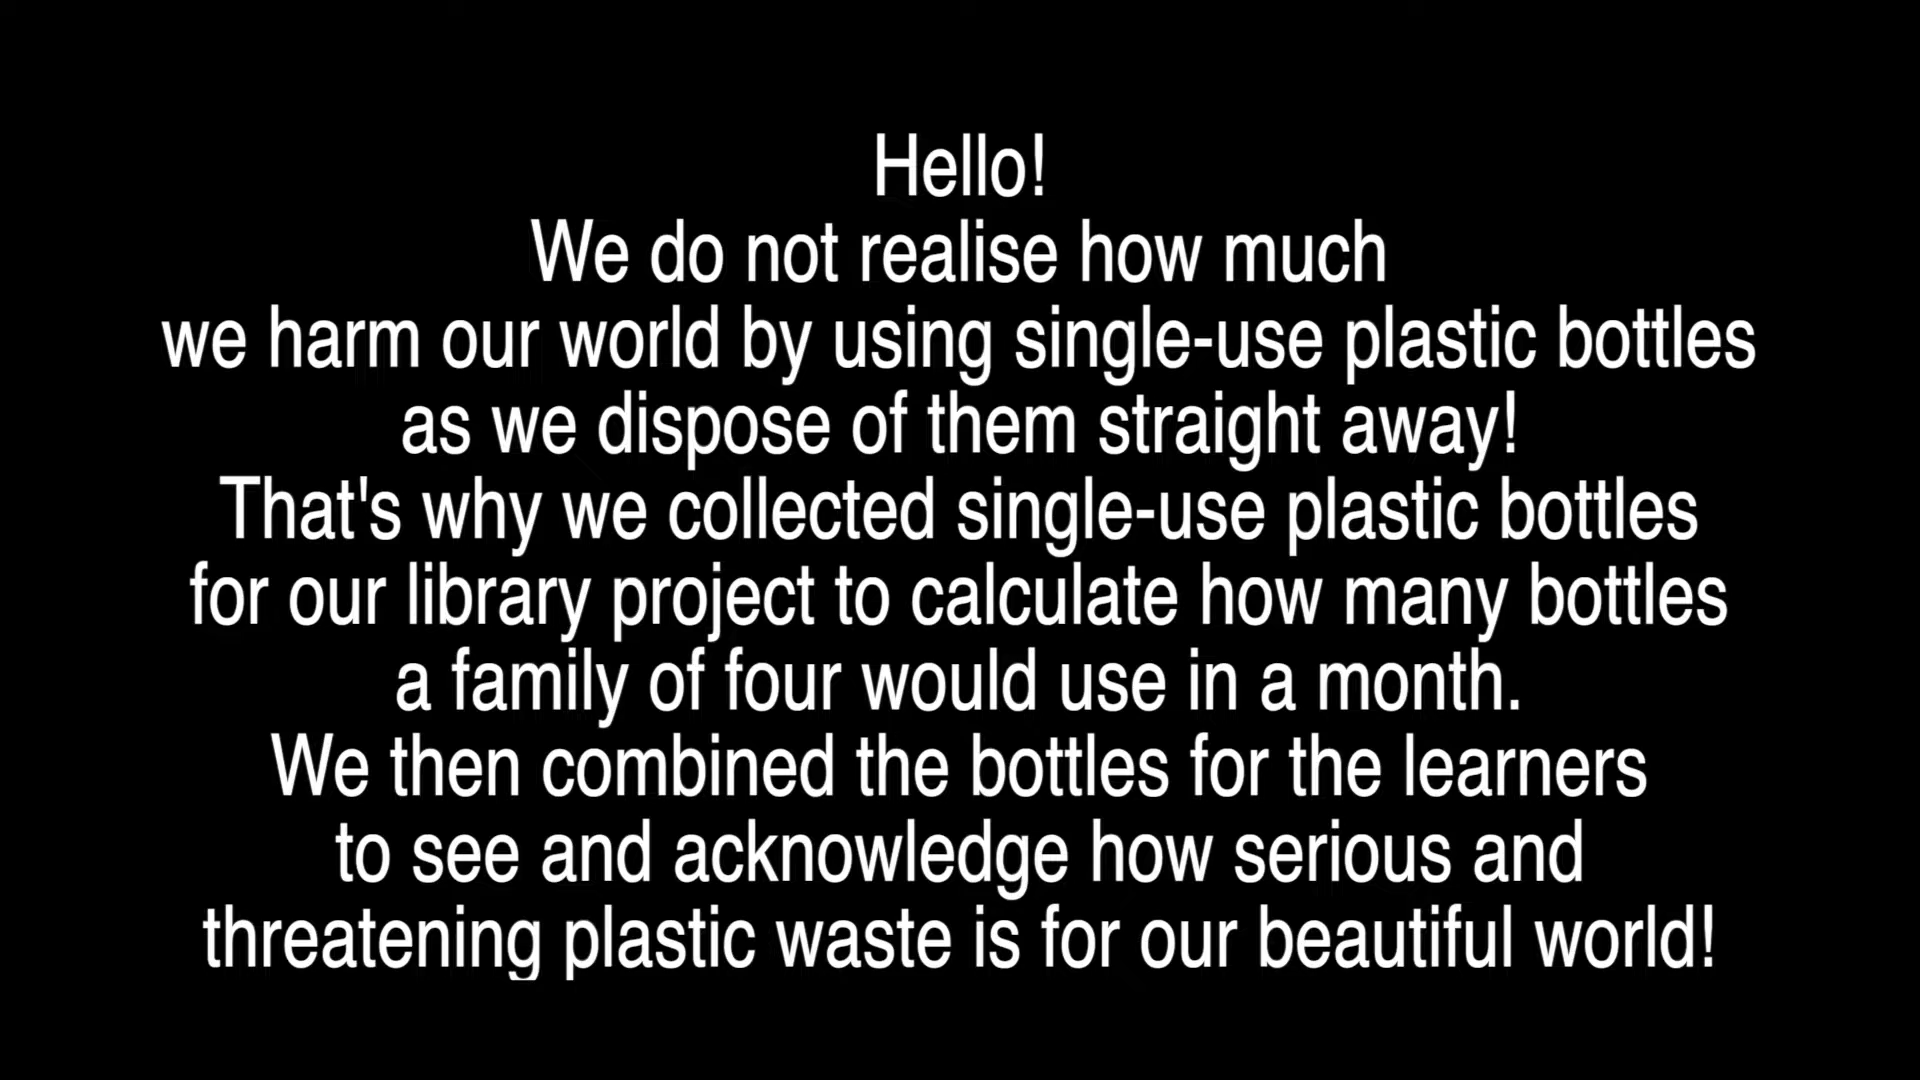 Hello!
We do not realise how much
we harm our world by using single-use plastic bottles
as we dispose of them straight away!
That's why we collected single-use plastic bottles
for our library project to calculate how many bottles
a family of four would use in a month.
We then combined the bottles for the learners
to see and acknowledge how serious and
threatening plastic waste is for our beautiful world!